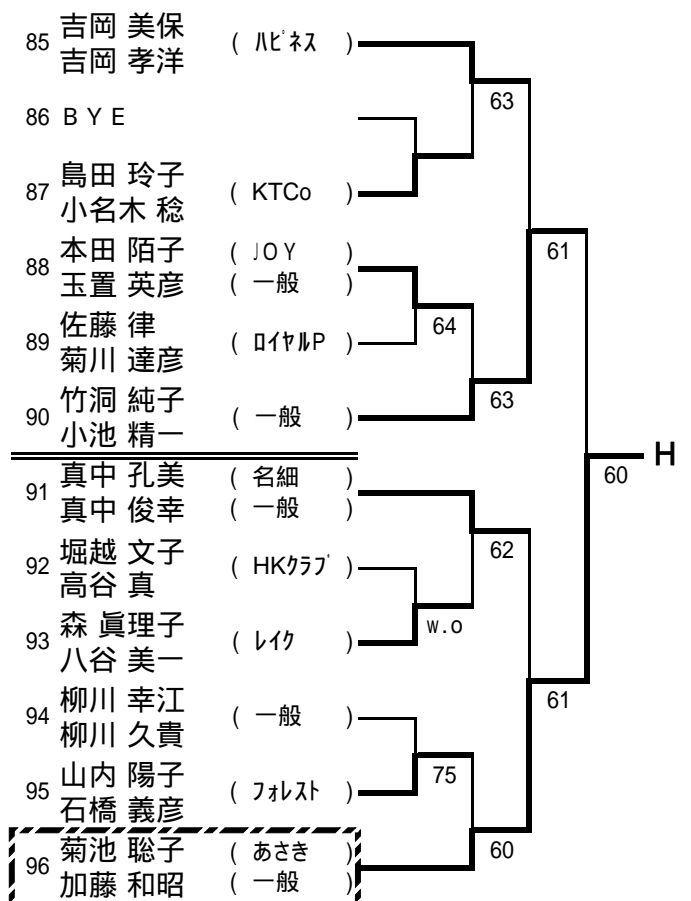 85 吉岡 美保 ( ﾊﾋﾟﾈｽ )
吉岡 孝洋
63
86 ＢＹＥ
87 島田 玲子 ( KTCo )
小名木 稔
88 本田 陌子 ( ＪＯＹ )
玉置 英彦 ( 一般 )
61
64
89 佐藤 律 ( ﾛｲﾔﾙP )
菊川 達彦
90 竹洞 純子 ( 一般 )
小池 精一
63
60 H
91 真中 孔美 ( 名細 )
真中 俊幸 ( 一般 )
62
92 堀越 文子 ( HKｸﾗﾌﾞ )
高谷 真
93 森 眞理子 ( ﾚｲｸ )
八谷 美一
w.o
94 柳川 幸江 ( 一般 )
柳川 久貴
61
95 山内 陽子 ( ﾌｫﾚｽﾄ )
石橋 義彦
75
96 菊池 聡子 ( あさき )
加藤 和昭 ( 一般 )
60